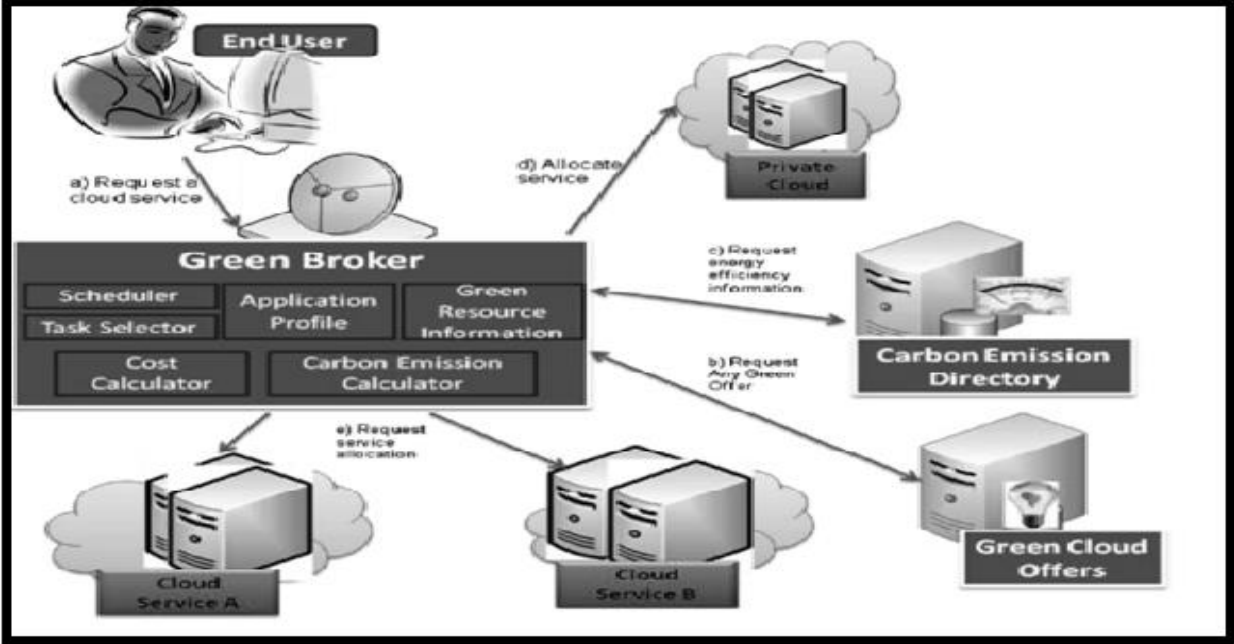 End User
a) Request a
cloud service
d) Allocate
service
Private
Cloud
Green Broker
Scheduler
Task Selector
Application
Profile
Green
Resource
Information
Cost
Calculator
Carbon Emission
Calculator
c) Request
energy
efficiency
information
Carbon Emission
Directory
b) Request
Any Green
Offer
e) Request
service
allocation
Green Cloud
Offers
Cloud
Service A
Cloud
Service B